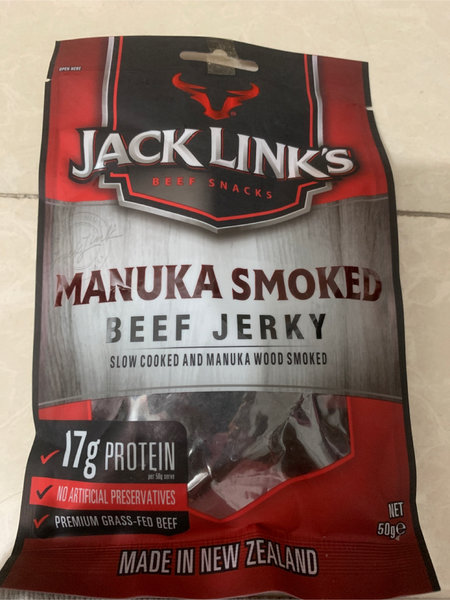 OPEN HERE
JACK LINK'S
BEEF SNACKS
MANUKA SMOKED
BEEF JERKY
SLOW COOKED AND MANUKA WOOD SMOKED
17g PROTEIN
per 50g serve
NO ARTIFICIAL PRESERVATIVES
PREMIUM GRASS-FED BEEF
NET
50g℮
MADE IN NEW ZEALAND